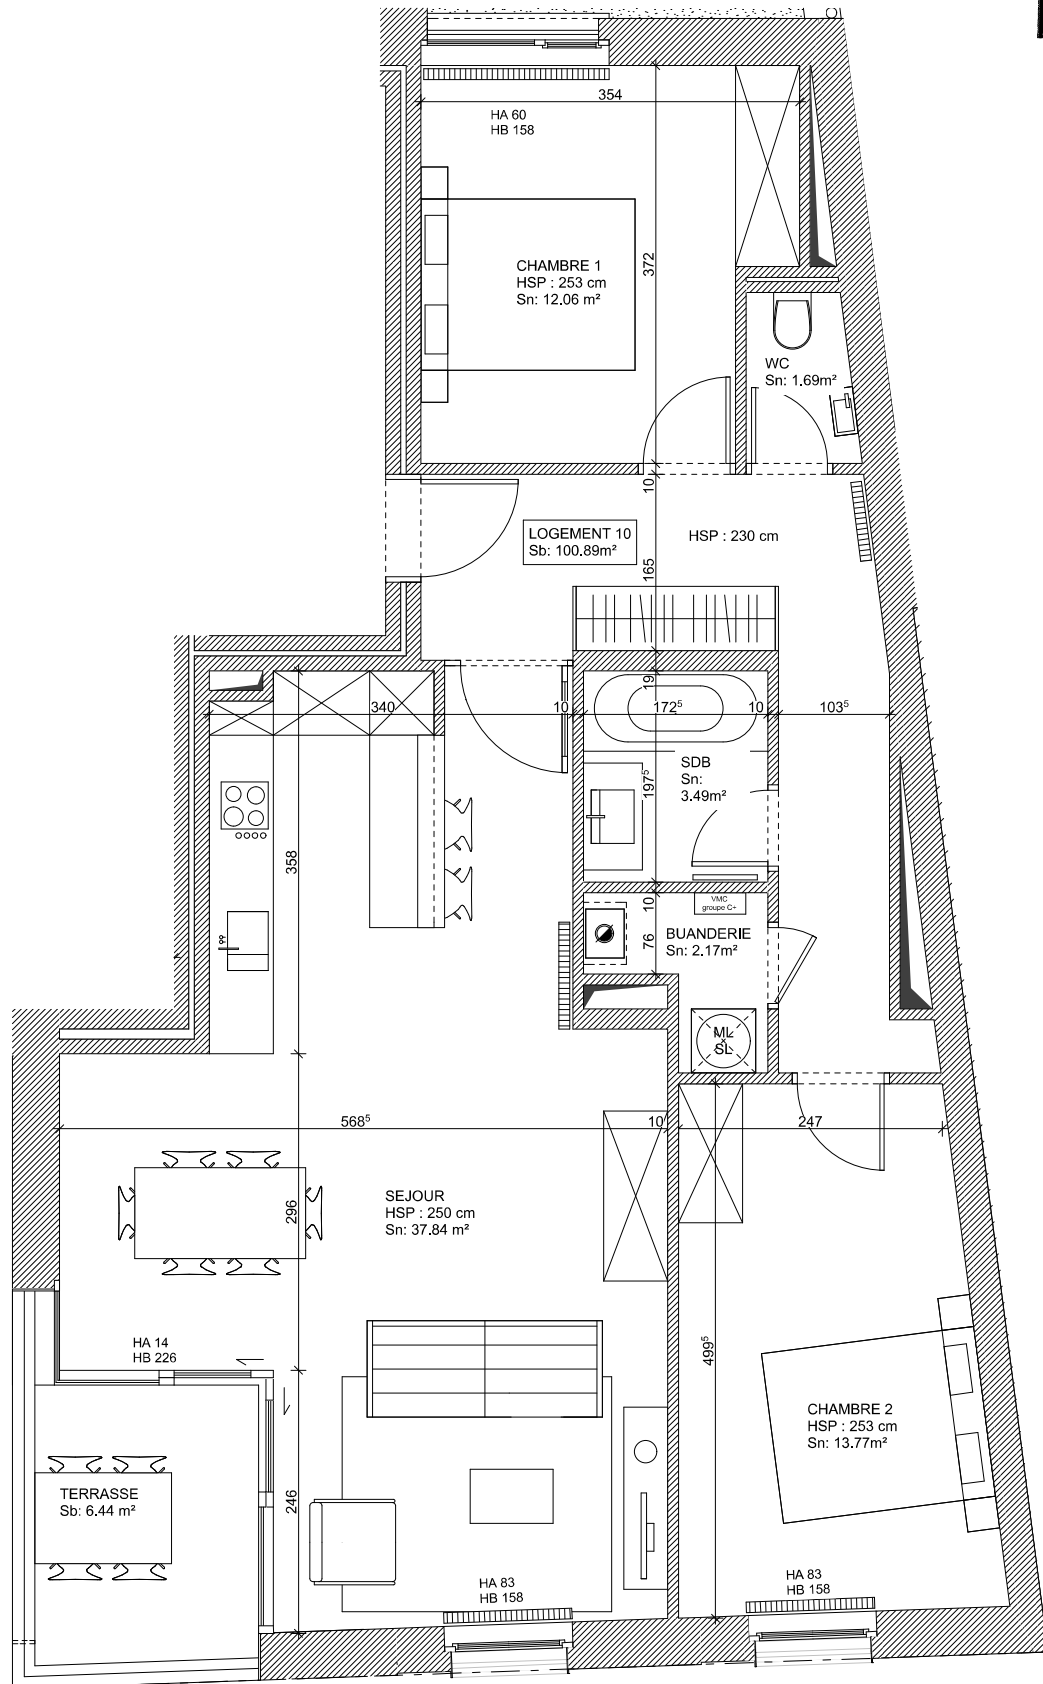 354
HA 60
HB 158
372
CHAMBRE 1
HSP : 253 cm
Sn: 12.06 m²
WC
Sn: 1.69m²
10
LOGEMENT 10
Sb: 100.89m²
HSP : 230 cm
165
19
340
10
172⁵
10
103⁵
SDB
Sn:
3.49m²
197⁵
358
VMC
groupe C+
10
BUANDERIE
Sn: 2.17m²
76
ML
SL
568⁵
10
247
SEJOUR
HSP : 250 cm
Sn: 37.84 m²
296
HA 14
HB 226
499⁵
CHAMBRE 2
HSP : 253 cm
Sn: 13.77m²
TERRASSE
Sb: 6.44 m²
246
HA 83
HB 158
HA 83
HB 158